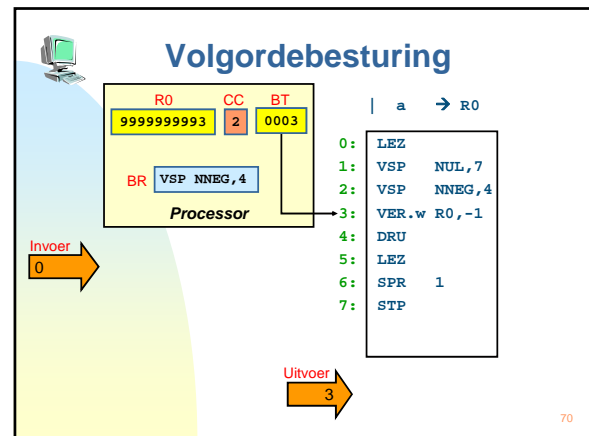 Volgordebesturing
R0 CC BT
9999999993 2 0003
BR VSP NNEG,4
Processor
| a → R0
0: LEZ
1: VSP NUL,7
2: VSP NNEG,4
3: VER.w R0,-1
4: DRU
5: LEZ
6: SPR 1
7: STP
Invoer
0
Uitvoer
3
70